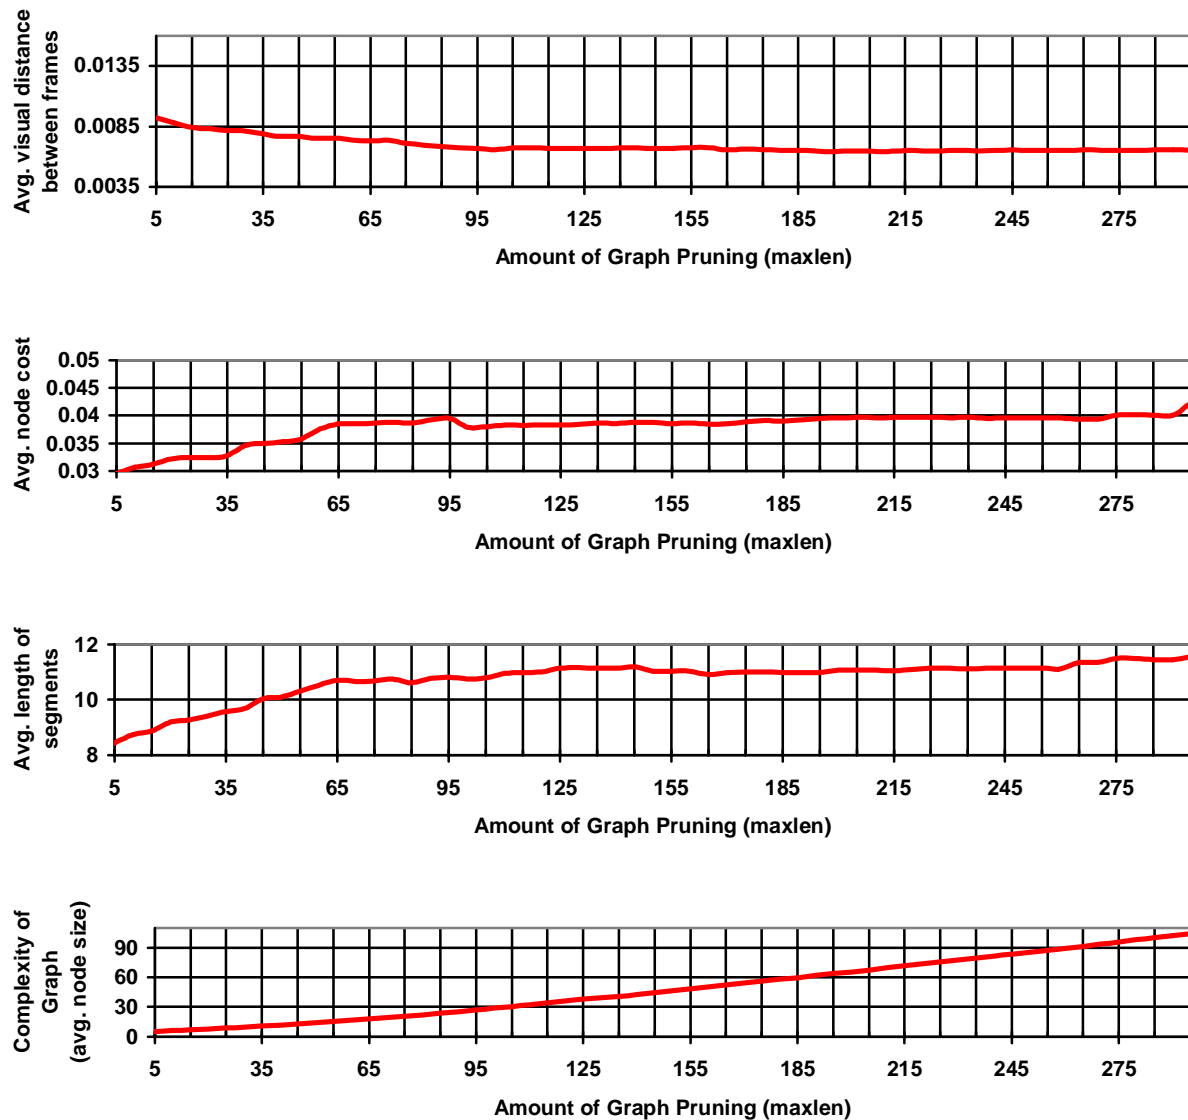 Avg. visual distance
between frames
0.0135
0.0085
0.0035
5 35 65 95 125 155 185 215 245 275
Amount of Graph Pruning (maxlen)
Avg. node cost
0.05
0.045
0.04
0.035
0.03
5 35 65 95 125 155 185 215 245 275
Amount of Graph Pruning (maxlen)
Avg. length of
segments
12
10
8
5 35 65 95 125 155 185 215 245 275
Amount of Graph Pruning (maxlen)
Complexity of
Graph
(avg. node size)
90
60
30
0
5 35 65 95 125 155 185 215 245 275
Amount of Graph Pruning (maxlen)